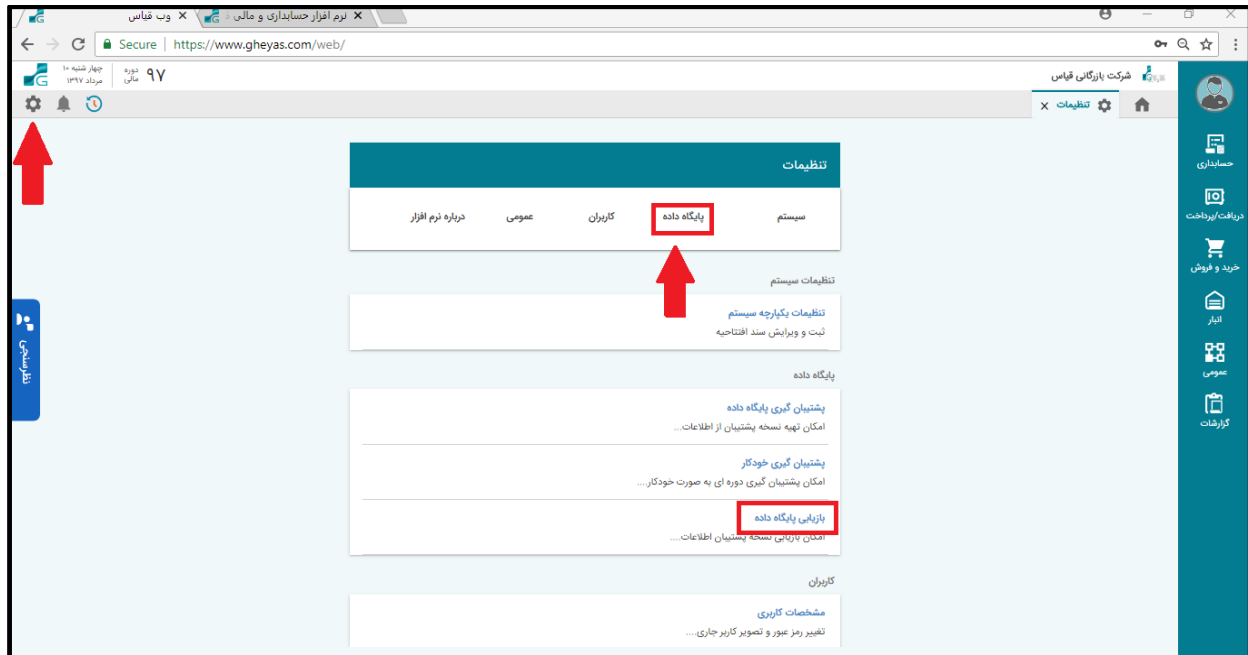 نرم افزار حسابداری و مالی د
وب قیاس
Secure | https://www.gheyas.com/web/
شرکت بازرگانی قیاس
دوره مالی ۹۷
چهار شنبه ۱۰
مرداد ۱۳۹۷
تنظیمات
حسابداری
دریافت/پرداخت
خرید و فروش
انبار
عمومی
گزارشات
تنظیمات
سیستم
پایگاه داده
کاربران
عمومی
درباره نرم افزار
تنظیمات سیستم
تنظیمات یکپارچه سیستم
ثبت و ویرایش سند افتتاحیه
پایگاه داده
پشتیبان گیری پایگاه داده
امکان تهیه نسخه پشتیبان از اطلاعات...
پشتیبان گیری خودکار
امکان پشتیبان گیری دوره ای به صورت خودکار....
بازیابی پایگاه داده
امکان بازیابی نسخه پشتیبان اطلاعات....
کاربران
مشخصات کاربری
تغییر رمز عبور و تصویر کاربر جاری....
نظرسنجی